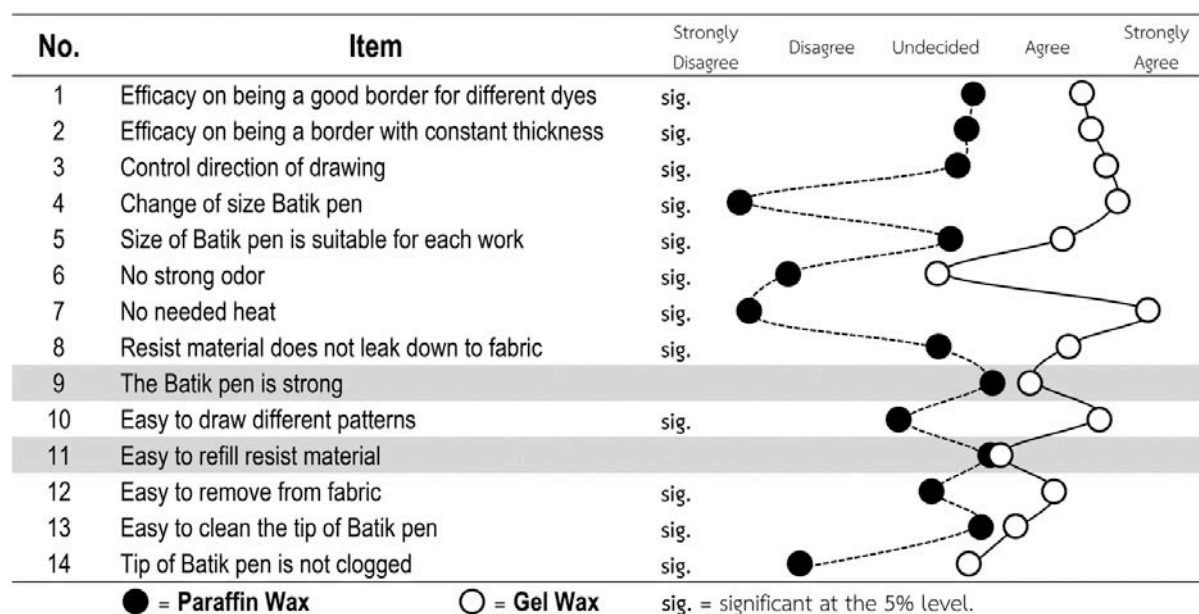 No. Item Strongly Disagree Disagree Undecided Agree Strongly Agree
1 Efficacy on being a good border for different dyes sig.
2 Efficacy on being a border with constant thickness sig.
3 Control direction of drawing sig.
4 Change of size Batik pen sig.
5 Size of Batik pen is suitable for each work sig.
6 No strong odor sig.
7 No needed heat sig.
8 Resist material does not leak down to fabric sig.
9 The Batik pen is strong
10 Easy to draw different patterns sig.
11 Easy to refill resist material
12 Easy to remove from fabric sig.
13 Easy to clean the tip of Batik pen sig.
14 Tip of Batik pen is not clogged sig.
= Paraffin Wax = Gel Wax sig. = significant at the 5% level.